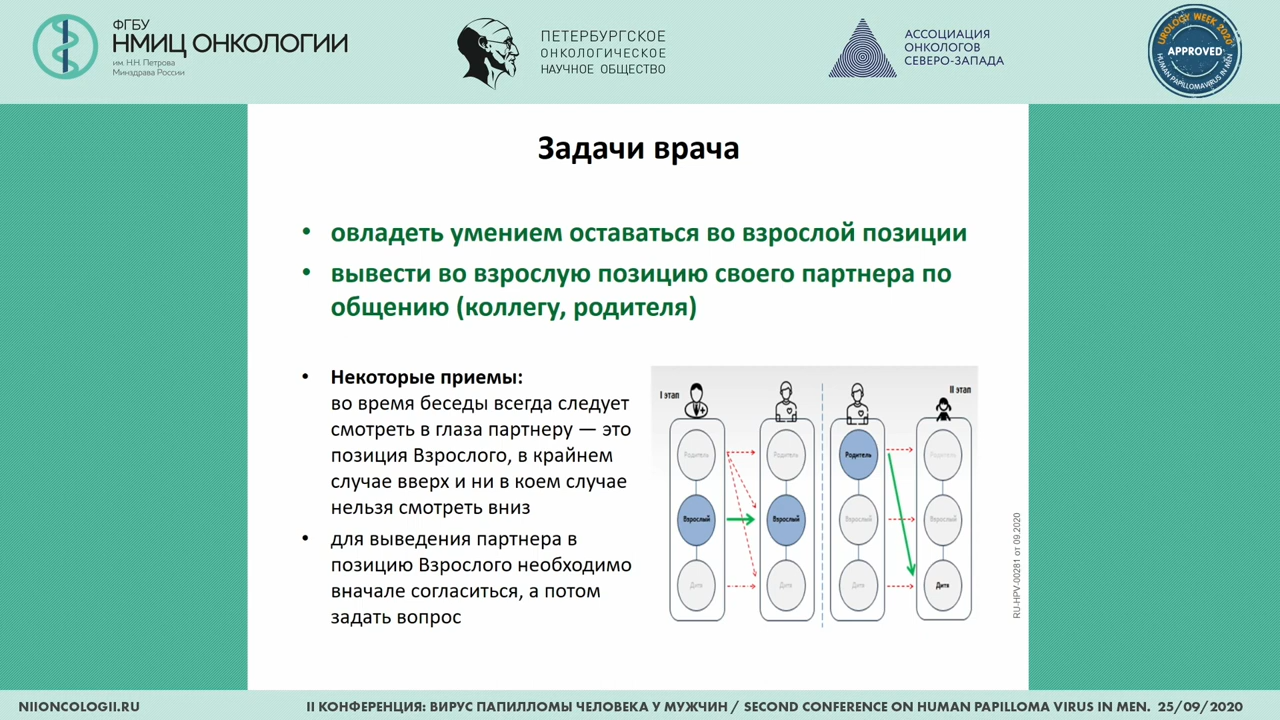 ФГБУ
НМИЦ ОНКОЛОГИИ
им. Н.Н. Петрова
Минздрава России
ПЕТЕРБУРГСКОЕ
ОНКОЛОГИЧЕСКОЕ
НАУЧНОЕ ОБЩЕСТВО
АССОЦИАЦИЯ
ОНКОЛОГОВ
СЕВЕРО-ЗАПАДА
UROLOGY WEEK 2020
APPROVED
HUMAN PAPILLOMAVIRUS IN MEN
Задачи врача
• овладеть умением оставаться во взрослой позиции
• вывести во взрослую позицию своего партнера по
общению (коллегу, родителя)
• Некоторые приемы:
во время беседы всегда следует
смотреть в глаза партнеру — это
позиция Взрослого, в крайнем
случае вверх и ни в коем случае
нельзя смотреть вниз
• для выведения партнера в
позицию Взрослого необходимо
вначале согласиться, а потом
задать вопрос
I этап
II этап
Родитель
Родитель
Родитель
Родитель
Взрослый
Взрослый
Взрослый
Взрослый
Дитя
Дитя
Дитя
Дитя
RU-HPV-00281 от 09.2020
NIIONCOLOGII.RU
II КОНФЕРЕНЦИЯ: ВИРУС ПАПИЛЛОМЫ ЧЕЛОВЕКА У МУЖЧИН / SECOND CONFERENCE ON HUMAN PAPILLOMA VIRUS IN MEN. 25/09/2020